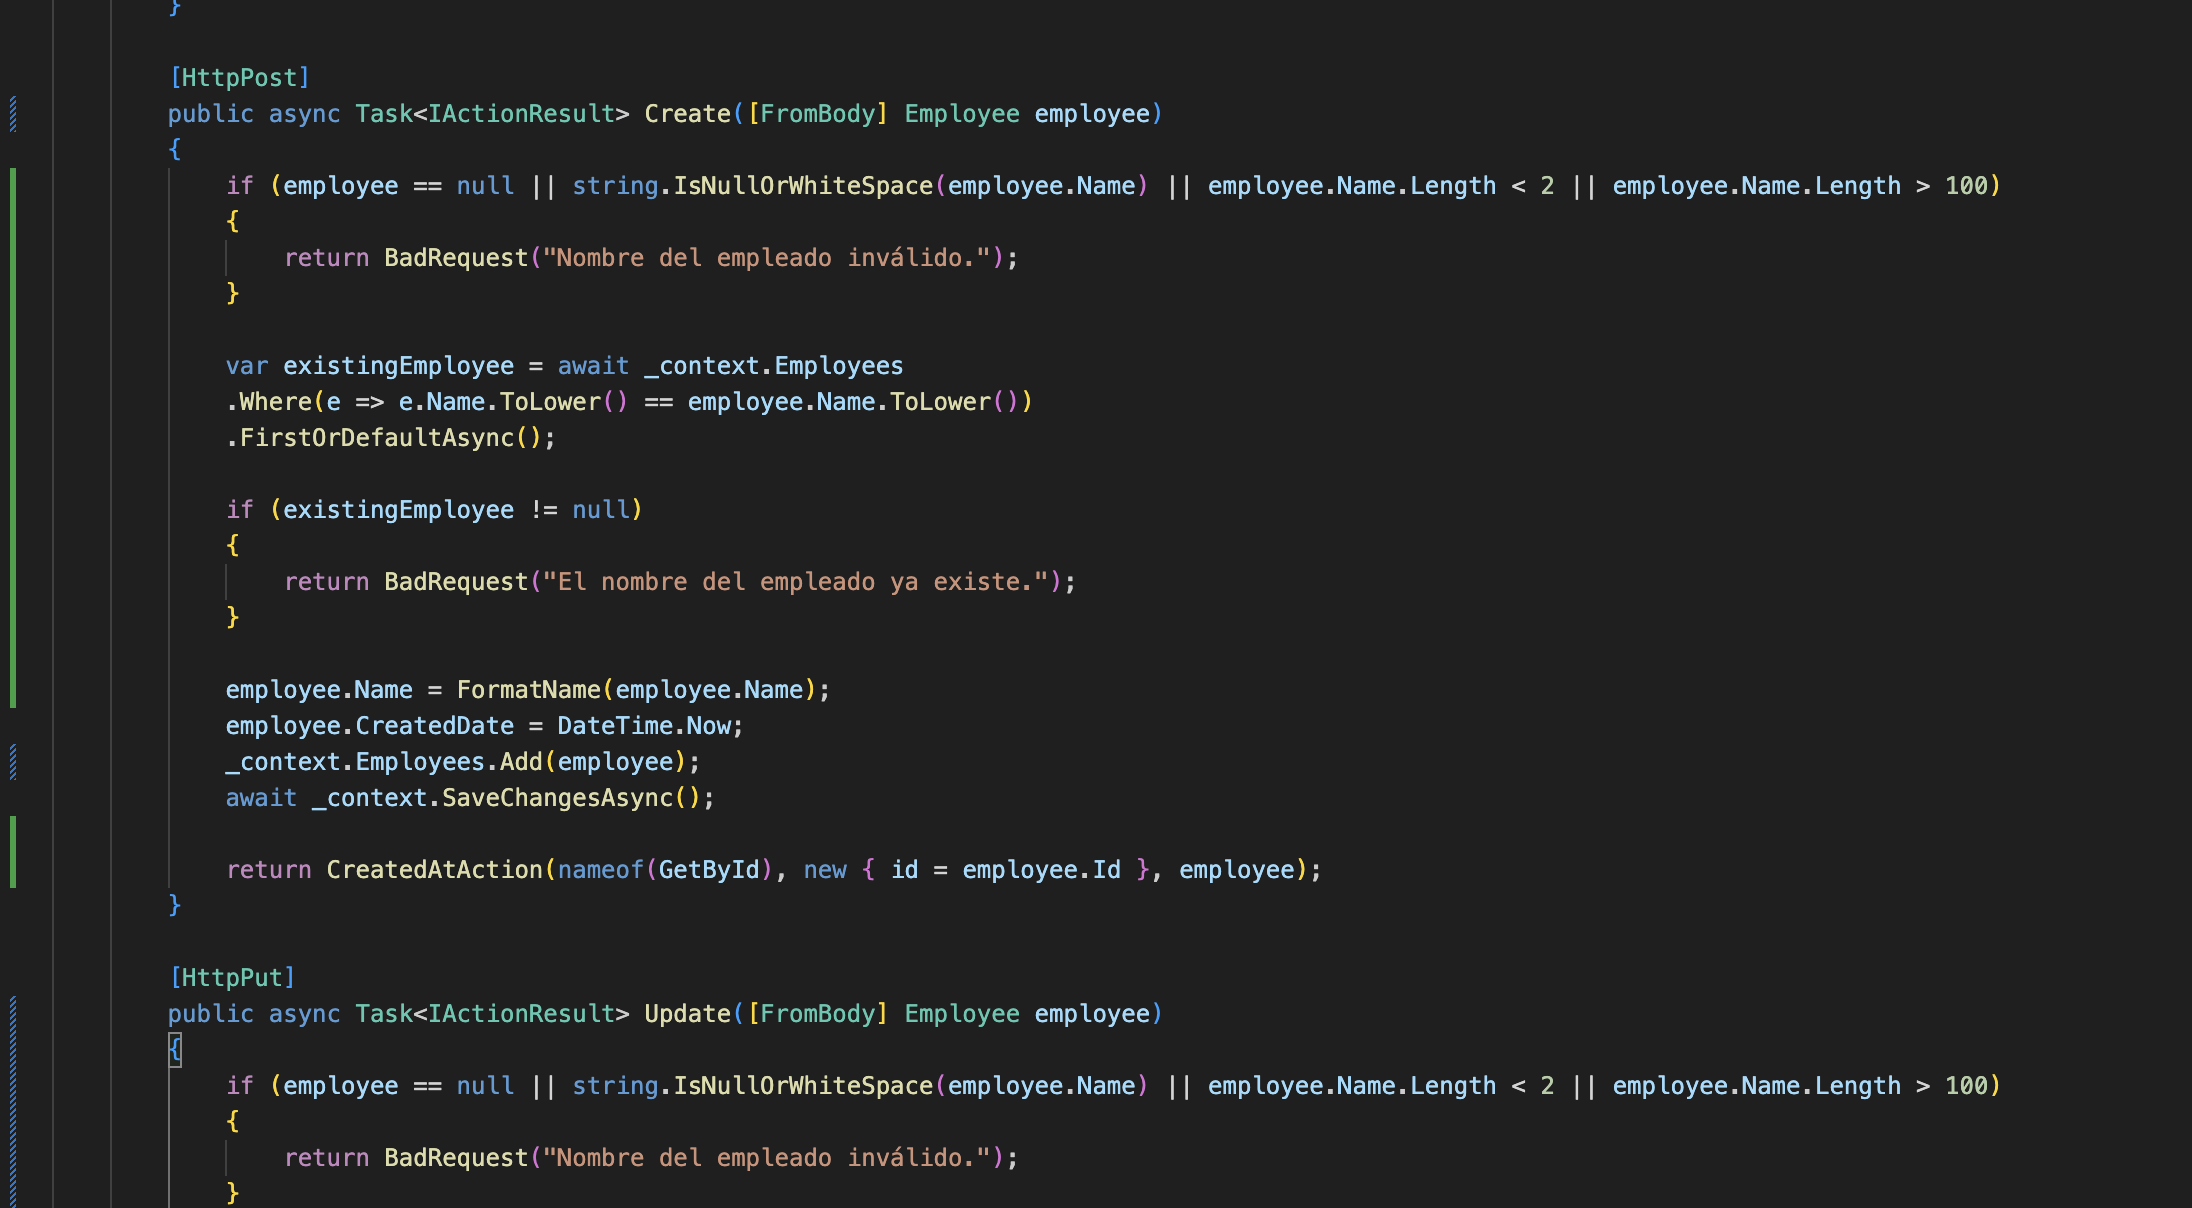 }
[HttpPost]
public async Task<IActionResult> Create([FromBody] Employee employee)
{
if (employee == null || string.IsNullOrWhiteSpace(employee.Name) || employee.Name.Length < 2 || employee.Name.Length > 100)
{
return BadRequest("Nombre del empleado inválido.");
}
var existingEmployee = await _context.Employees
.Where(e => e.Name.ToLower() == employee.Name.ToLower())
.FirstOrDefaultAsync();
if (existingEmployee != null)
{
return BadRequest("El nombre del empleado ya existe.");
}
employee.Name = FormatName(employee.Name);
employee.CreatedDate = DateTime.Now;
_context.Employees.Add(employee);
await _context.SaveChangesAsync();
return CreatedAtAction(nameof(GetById), new { id = employee.Id }, employee);
}
[HttpPut]
public async Task<IActionResult> Update([FromBody] Employee employee)
{
if (employee == null || string.IsNullOrWhiteSpace(employee.Name) || employee.Name.Length < 2 || employee.Name.Length > 100)
{
return BadRequest("Nombre del empleado inválido.");
}